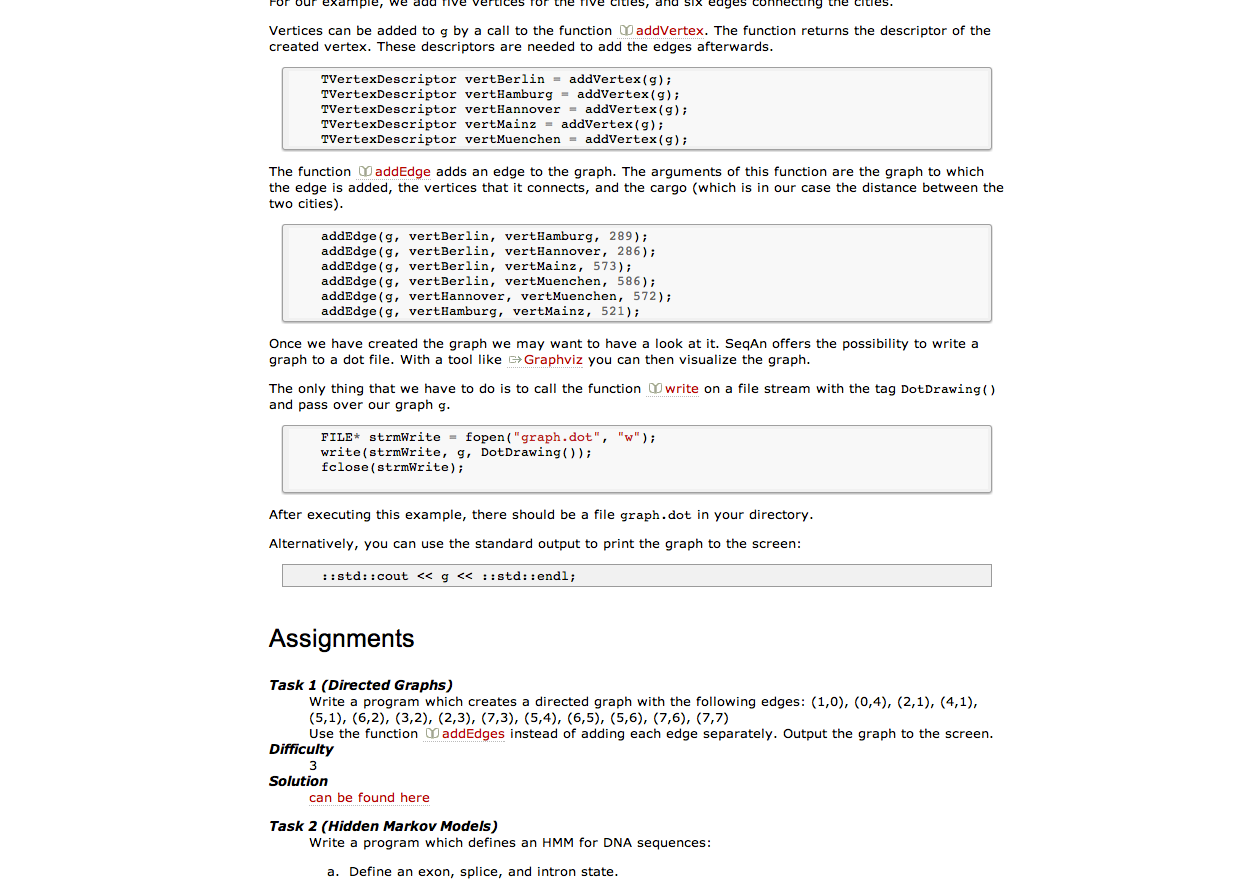 For our example, we add five vertices for the five cities, and six edges connecting the cities.
Vertices can be added to g by a call to the function addVertex. The function returns the descriptor of the
created vertex. These descriptors are needed to add the edges afterwards.
TVertexDescriptor vertBerlin = addVertex(g);
TVertexDescriptor vertHamburg = addVertex(g);
TVertexDescriptor vertHannover = addVertex(g);
TVertexDescriptor vertMainz = addVertex(g);
TVertexDescriptor vertMuenchen = addVertex(g);
The function addEdge adds an edge to the graph. The arguments of this function are the graph to which
the edge is added, the vertices that it connects, and the cargo (which is in our case the distance between the
two cities).
addEdge(g, vertBerlin, vertHamburg, 289);
addEdge(g, vertBerlin, vertHannover, 286);
addEdge(g, vertBerlin, vertMainz, 573);
addEdge(g, vertBerlin, vertMuenchen, 586);
addEdge(g, vertHannover, vertMuenchen, 572);
addEdge(g, vertHamburg, vertMainz, 521);
Once we have created the graph we may want to have a look at it. SeqAn offers the possibility to write a
graph to a dot file. With a tool like Graphviz you can then visualize the graph.
The only thing that we have to do is to call the function write on a file stream with the tag DotDrawing()
and pass over our graph g.
FILE* strmWrite = fopen("graph.dot", "w");
write(strmWrite, g, DotDrawing());
fclose(strmWrite);
After executing this example, there should be a file graph.dot in your directory.
Alternatively, you can use the standard output to print the graph to the screen:
::std::cout << g << ::std::endl;
Assignments
Task 1 (Directed Graphs)
Write a program which creates a directed graph with the following edges: (1,0), (0,4), (2,1), (4,1),
(5,1), (6,2), (3,2), (2,3), (7,3), (5,4), (6,5), (5,6), (7,6), (7,7)
Use the function addEdges instead of adding each edge separately. Output the graph to the screen.
Difficulty
3
Solution
can be found here
Task 2 (Hidden Markov Models)
Write a program which defines an HMM for DNA sequences:
a. Define an exon, splice, and intron state.